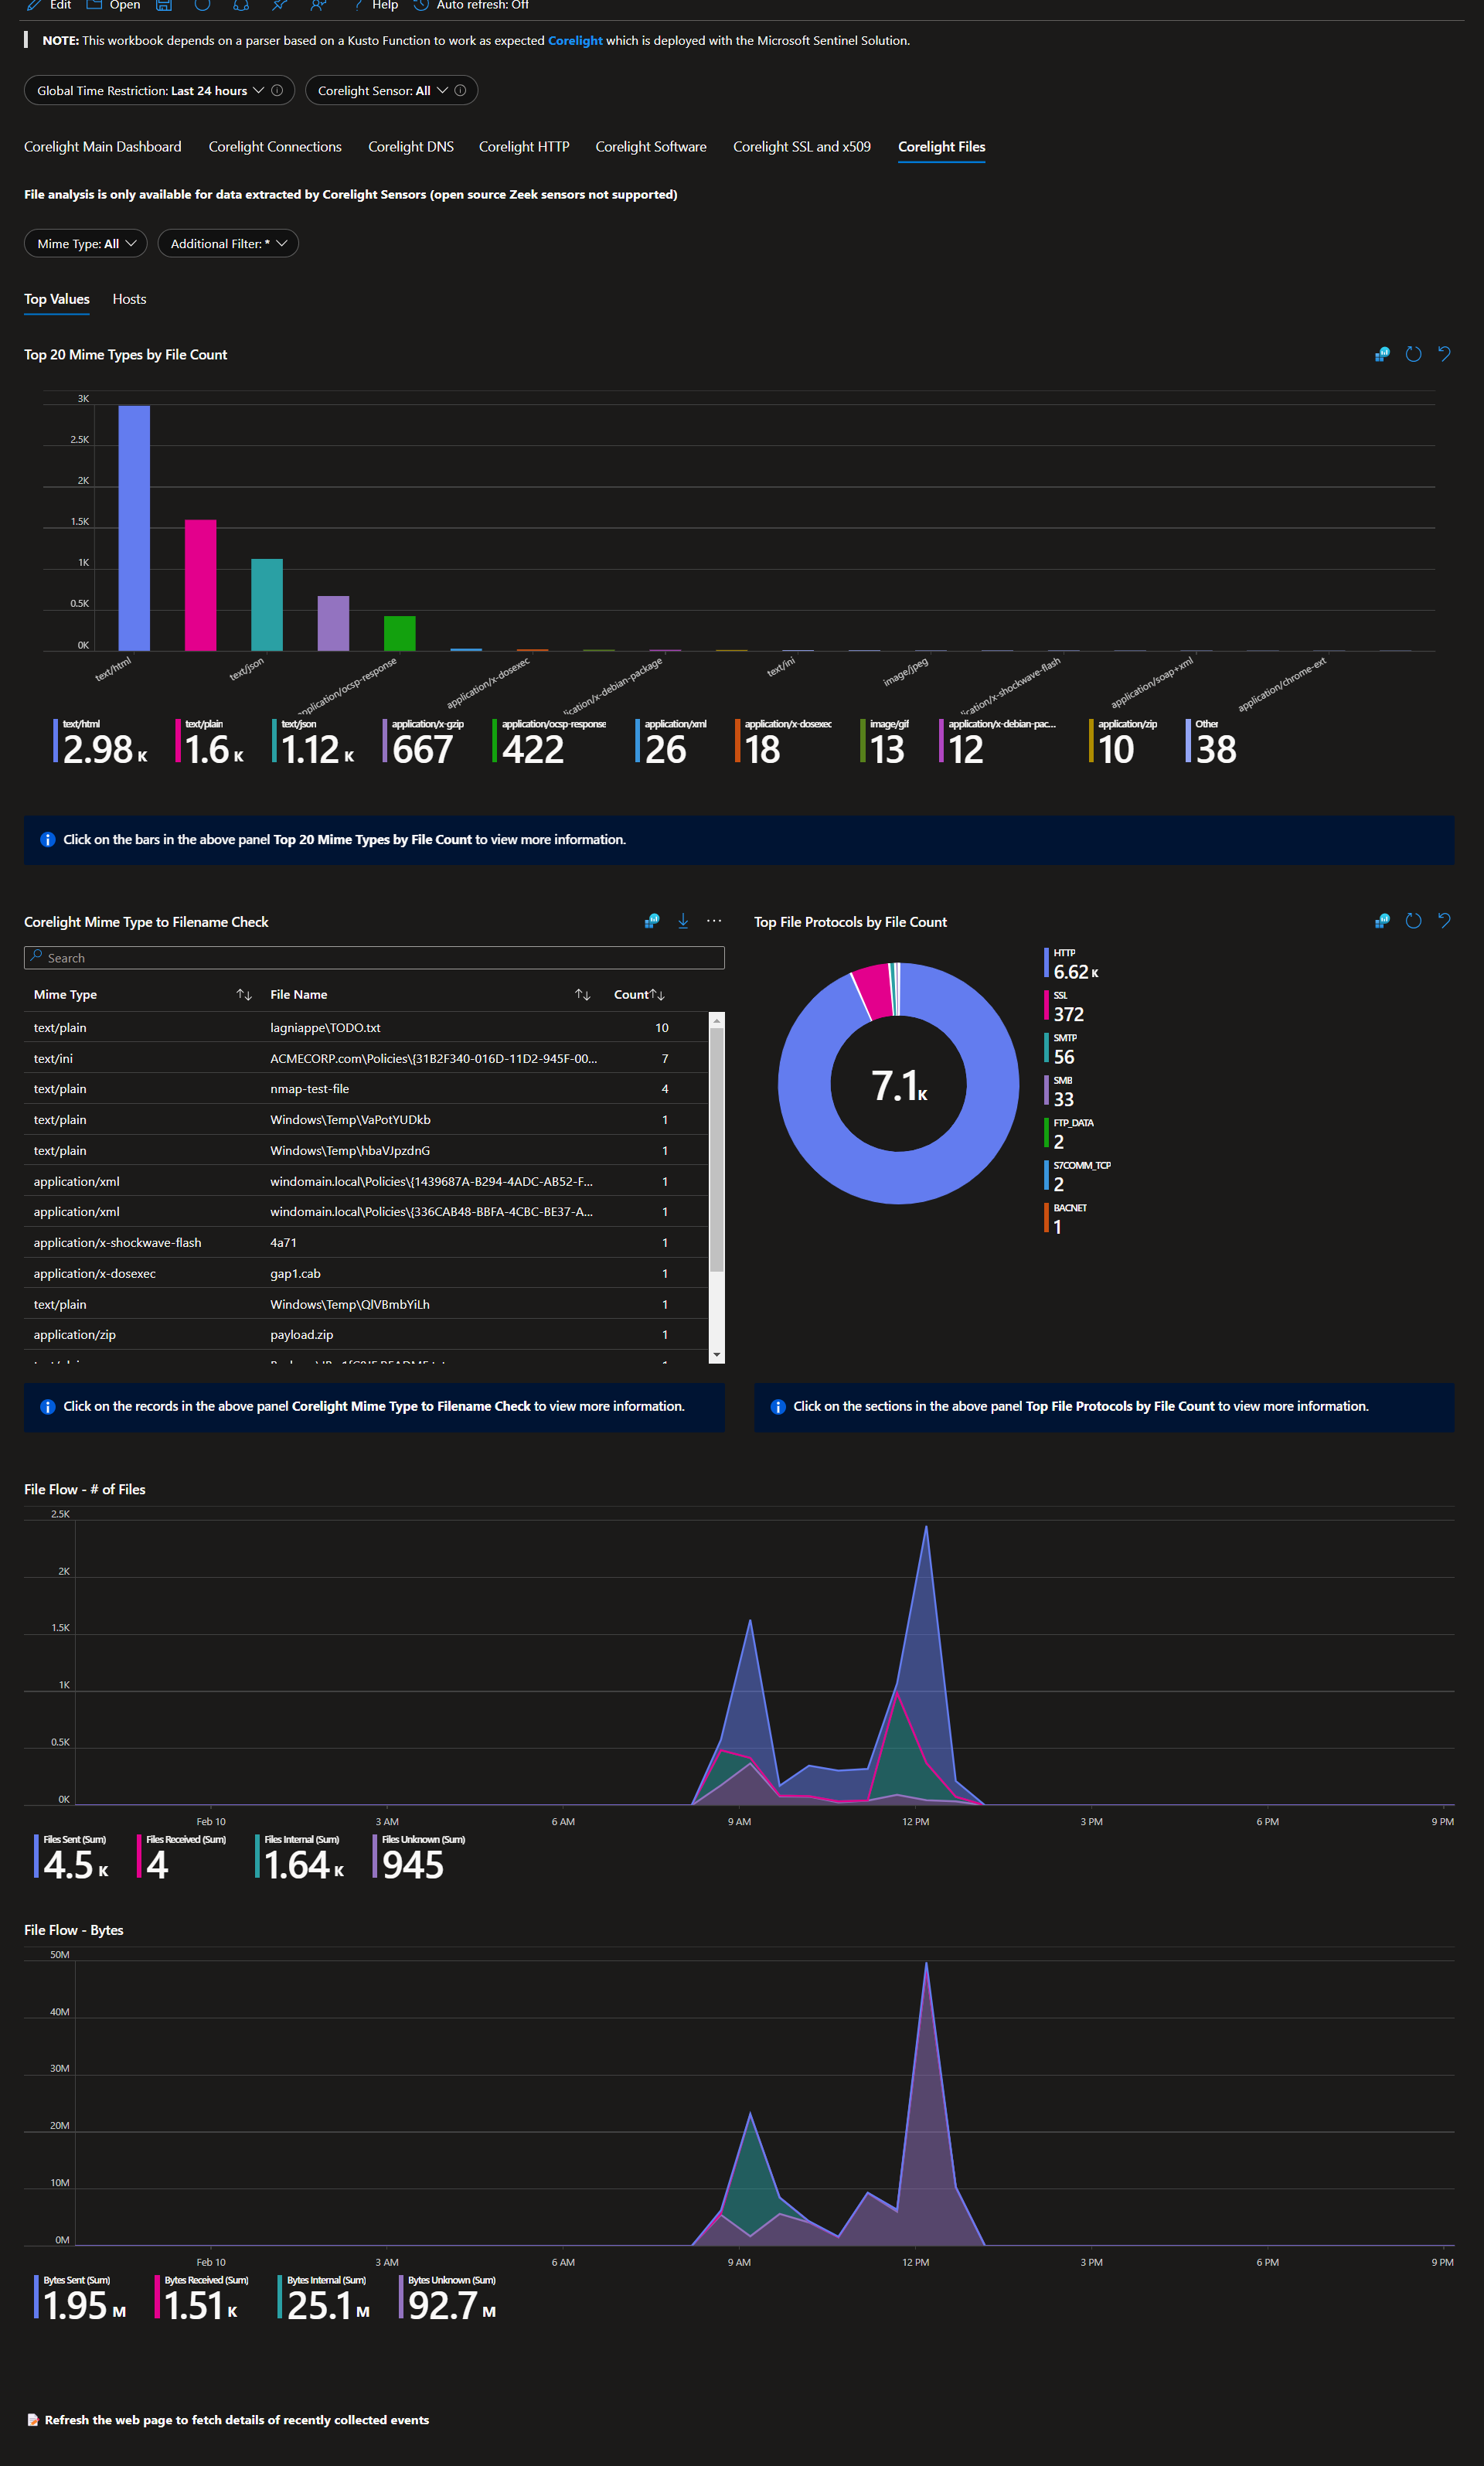 Edit Open Help Auto refresh: Off
NOTE: This workbook depends on a parser based on a Kusto Function to work as expected Corelight which is deployed with the Microsoft Sentinel Solution.
Global Time Restriction: Last 24 hours Corelight Sensor: All
Corelight Main Dashboard Corelight Connections Corelight DNS Corelight HTTP Corelight Software Corelight SSL and x509 Corelight Files
File analysis is only available for data extracted by Corelight Sensors (open source Zeek sensors not supported)
Mime Type: All Additional Filter: *
Top Values Hosts
Top 20 Mime Types by File Count
3K
2.5K
2K
1.5K
1K
0.5K
0K
text/html text/json application/ocsp-response application/x-dosexec lication/x-debian-package text/ini image/jpeg lication/x-shockwave-flash application/soap+xml application/chrome-ext
text/html text/plain text/json application/x-gzip application/ocsp-response application/xml application/x-dosexec image/gif application/x-debian-pac... application/zip Other
2.98 K 1.6 K 1.12 K 667 422 26 18 13 12 10 38
Click on the bars in the above panel Top 20 Mime Types by File Count to view more information.
Corelight Mime Type to Filename Check
Search
Mime Type File Name Count
text/plain lagniappe\TODO.txt 10
text/ini ACMECORP.com\Policies\{31B2F340-016D-11D2-945F-00... 7
text/plain nmap-test-file 4
text/plain Windows\Temp\VaPotYUDkb 1
text/plain Windows\Temp\hbaVJpzdnG 1
application/xml windomain.local\Policies\{1439687A-B294-4ADC-AB52-F... 1
application/xml windomain.local\Policies\{336CAB48-BBFA-4CBC-BE37-A... 1
application/x-shockwave-flash 4a71 1
application/x-dosexec gap1.cab 1
text/plain Windows\Temp\QlVBmbYiLh 1
application/zip payload.zip 1
Top File Protocols by File Count
7.1K
HTTP
6.62 K
SSL
372
SMTP
56
SMB
33
FTP_DATA
2
S7COMM_TCP
2
BACNET
1
Click on the records in the above panel Corelight Mime Type to Filename Check to view more information.
Click on the sections in the above panel Top File Protocols by File Count to view more information.
File Flow - # of Files
2.5K
2K
1.5K
1K
0.5K
0K
Feb 10 3 AM 6 AM 9 AM 12 PM 3 PM 6 PM 9 PM
Files Sent (Sum) Files Received (Sum) Files Internal (Sum) Files Unknown (Sum)
4.5 K 4 1.64 K 945
File Flow - Bytes
50M
40M
30M
20M
10M
0M
Feb 10 3 AM 6 AM 9 AM 12 PM 3 PM 6 PM 9 PM
Bytes Sent (Sum) Bytes Received (Sum) Bytes Internal (Sum) Bytes Unknown (Sum)
1.95 M 1.51 K 25.1 M 92.7 M
Refresh the web page to fetch details of recently collected events